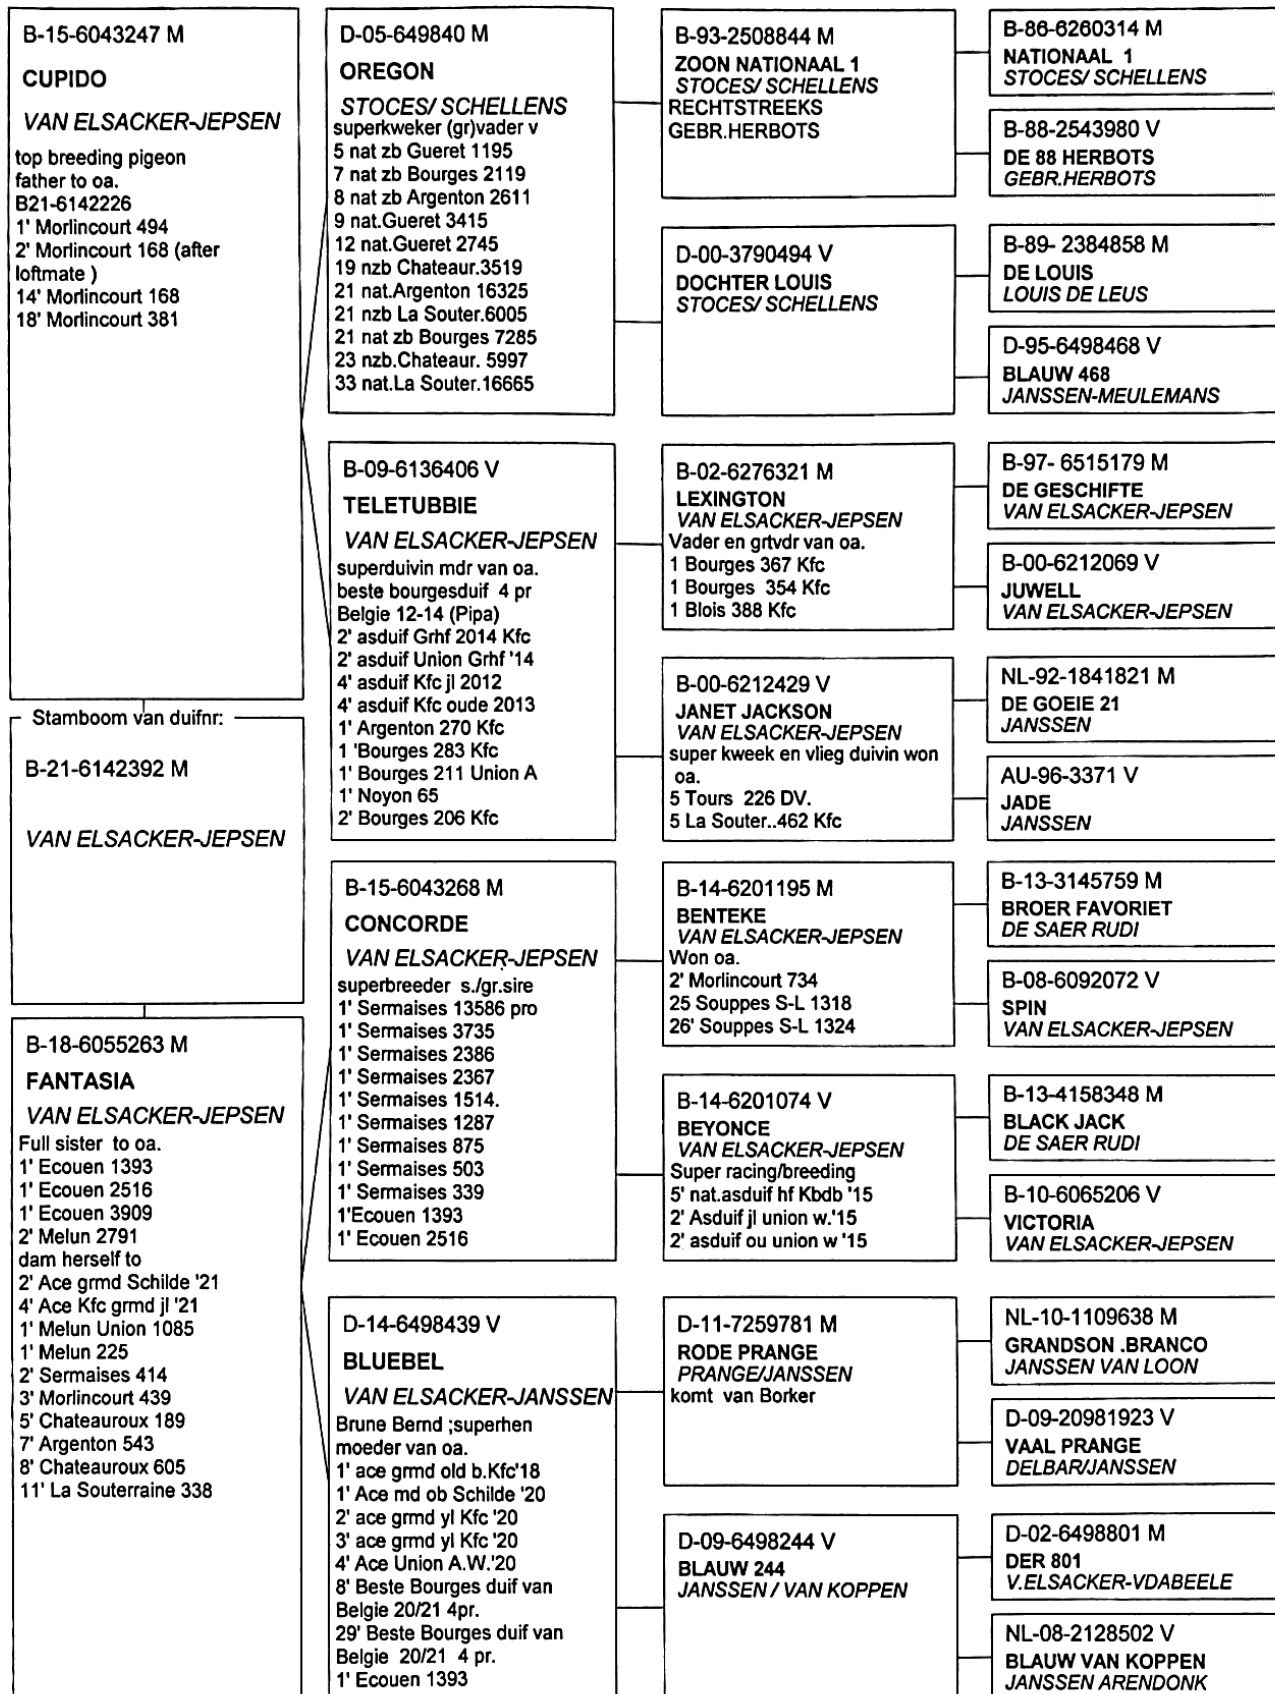 B-15-6043247 M
CUPIDO
VAN ELSACKER-JEPSEN
top breeding pigeon
father to oa.
B21-6142226
1' Morlincourt 494
2' Morlincourt 168 (after
loftmate )
14' Morlincourt 168
18' Morlincourt 381
Stamboom van duifnr:
B-21-6142392 M
VAN ELSACKER-JEPSEN
B-18-6055263 M
FANTASIA
VAN ELSACKER-JEPSEN
Full sister to oa.
1' Ecouen 1393
1' Ecouen 2516
1' Ecouen 3909
2' Melun 2791
dam herself to
2' Ace grmd Schilde '21
4' Ace Kfc grmd jl '21
1' Melun Union 1085
1' Melun 225
2' Sermaises 414
3' Morlincourt 439
5' Chateauroux 189
7' Argenton 543
8' Chateauroux 605
11' La Souterraine 338
D-05-649840 M
OREGON
STOCES/ SCHELLENS
superkweker (gr)vader v
5 nat zb Gueret 1195
7 nat zb Bourges 2119
8 nat zb Argenton 2611
9 nat.Gueret 3415
12 nat.Gueret 2745
19 nzb Chateaur.3519
21 nat.Argenton 16325
21 nzb La Souter.6005
21 nat zb Bourges 7285
23 nzb.Chateaur. 5997
33 nat.La Souter.16665
B-09-6136406 V
TELETUBBIE
VAN ELSACKER-JEPSEN
superduivin mdr van oa.
beste bourgesduif 4 pr
Belgie 12-14 (Pipa)
2' asduif Grhf 2014 Kfc
2' asduif Union Grhf '14
4' asduif Kfc jl 2012
4' asduif Kfc oude 2013
1' Argenton 270 Kfc
1 'Bourges 283 Kfc
1' Bourges 211 Union A
1' Noyon 65
2' Bourges 206 Kfc
B-15-6043268 M
CONCORDE
VAN ELSACKER-JEPSEN
superbreeder s./gr.sire
1' Sermaises 13586 pro
1' Sermaises 3735
1' Sermaises 2386
1' Sermaises 2367
1' Sermaises 1514.
1' Sermaises 1287
1' Sermaises 875
1' Sermaises 503
1' Sermaises 339
1'Ecouen 1393
1' Ecouen 2516
D-14-6498439 V
BLUEBEL
VAN ELSACKER-JANSSEN
Brune Bernd ;superhen
moeder van oa.
1' ace grmd old b.Kfc'18
1' Ace md ob Schilde '20
2' ace grmd yl Kfc '20
3' ace grmd yl Kfc '20
4' Ace Union A.W.'20
8' Beste Bourges duif van
Belgie 20/21 4pr.
29' Beste Bourges duif van
Belgie 20/21 4 pr.
1' Ecouen 1393
B-93-2508844 M
ZOON NATIONAAL 1
STOCES/ SCHELLENS
RECHTSTREEKS
GEBR.HERBOTS
D-00-3790494 V
DOCHTER LOUIS
STOCES/ SCHELLENS
B-02-6276321 M
LEXINGTON
VAN ELSACKER-JEPSEN
Vader en grtvdr van oa.
1 Bourges 367 Kfc
1 Bourges 354 Kfc
1 Blois 388 Kfc
B-00-6212429 V
JANET JACKSON
VAN ELSACKER-JEPSEN
super kweek en vlieg duivin won
oa.
5 Tours 226 DV.
5 La Souter..462 Kfc
B-14-6201195 M
BENTEKE
VAN ELSACKER-JEPSEN
Won oa.
2' Morlincourt 734
25 Souppes S-L 1318
26' Souppes S-L 1324
B-14-6201074 V
BEYONCE
VAN ELSACKER-JEPSEN
Super racing/breeding
5' nat.asduif hf Kbdb '15
2' Asduif jl union w.'15
2' asduif ou union w '15
D-11-7259781 M
RODE PRANGE
PRANGE/JANSSEN
komt van Borker
D-09-6498244 V
BLAUW 244
JANSSEN / VAN KOPPEN
B-86-6260314 M
NATIONAAL 1
STOCES/ SCHELLENS
B-88-2543980 V
DE 88 HERBOTS
GEBR.HERBOTS
B-89- 2384858 M
DE LOUIS
LOUIS DE LEUS
D-95-6498468 V
BLAUW 468
JANSSEN-MEULEMANS
B-97- 6515179 M
DE GESCHIFTE
VAN ELSACKER-JEPSEN
B-00-6212069 V
JUWELL
VAN ELSACKER-JEPSEN
NL-92-1841821 M
DE GOEIE 21
JANSSEN
AU-96-3371 V
JADE
JANSSEN
B-13-3145759 M
BROER FAVORIET
DE SAER RUDI
B-08-6092072 V
SPIN
VAN ELSACKER-JEPSEN
B-13-4158348 M
BLACK JACK
DE SAER RUDI
B-10-6065206 V
VICTORIA
VAN ELSACKER-JEPSEN
NL-10-1109638 M
GRANDSON .BRANCO
JANSSEN VAN LOON
D-09-20981923 V
VAAL PRANGE
DELBAR/JANSSEN
D-02-6498801 M
DER 801
V.ELSACKER-VDABEELE
NL-08-2128502 V
BLAUW VAN KOPPEN
JANSSEN ARENDONK